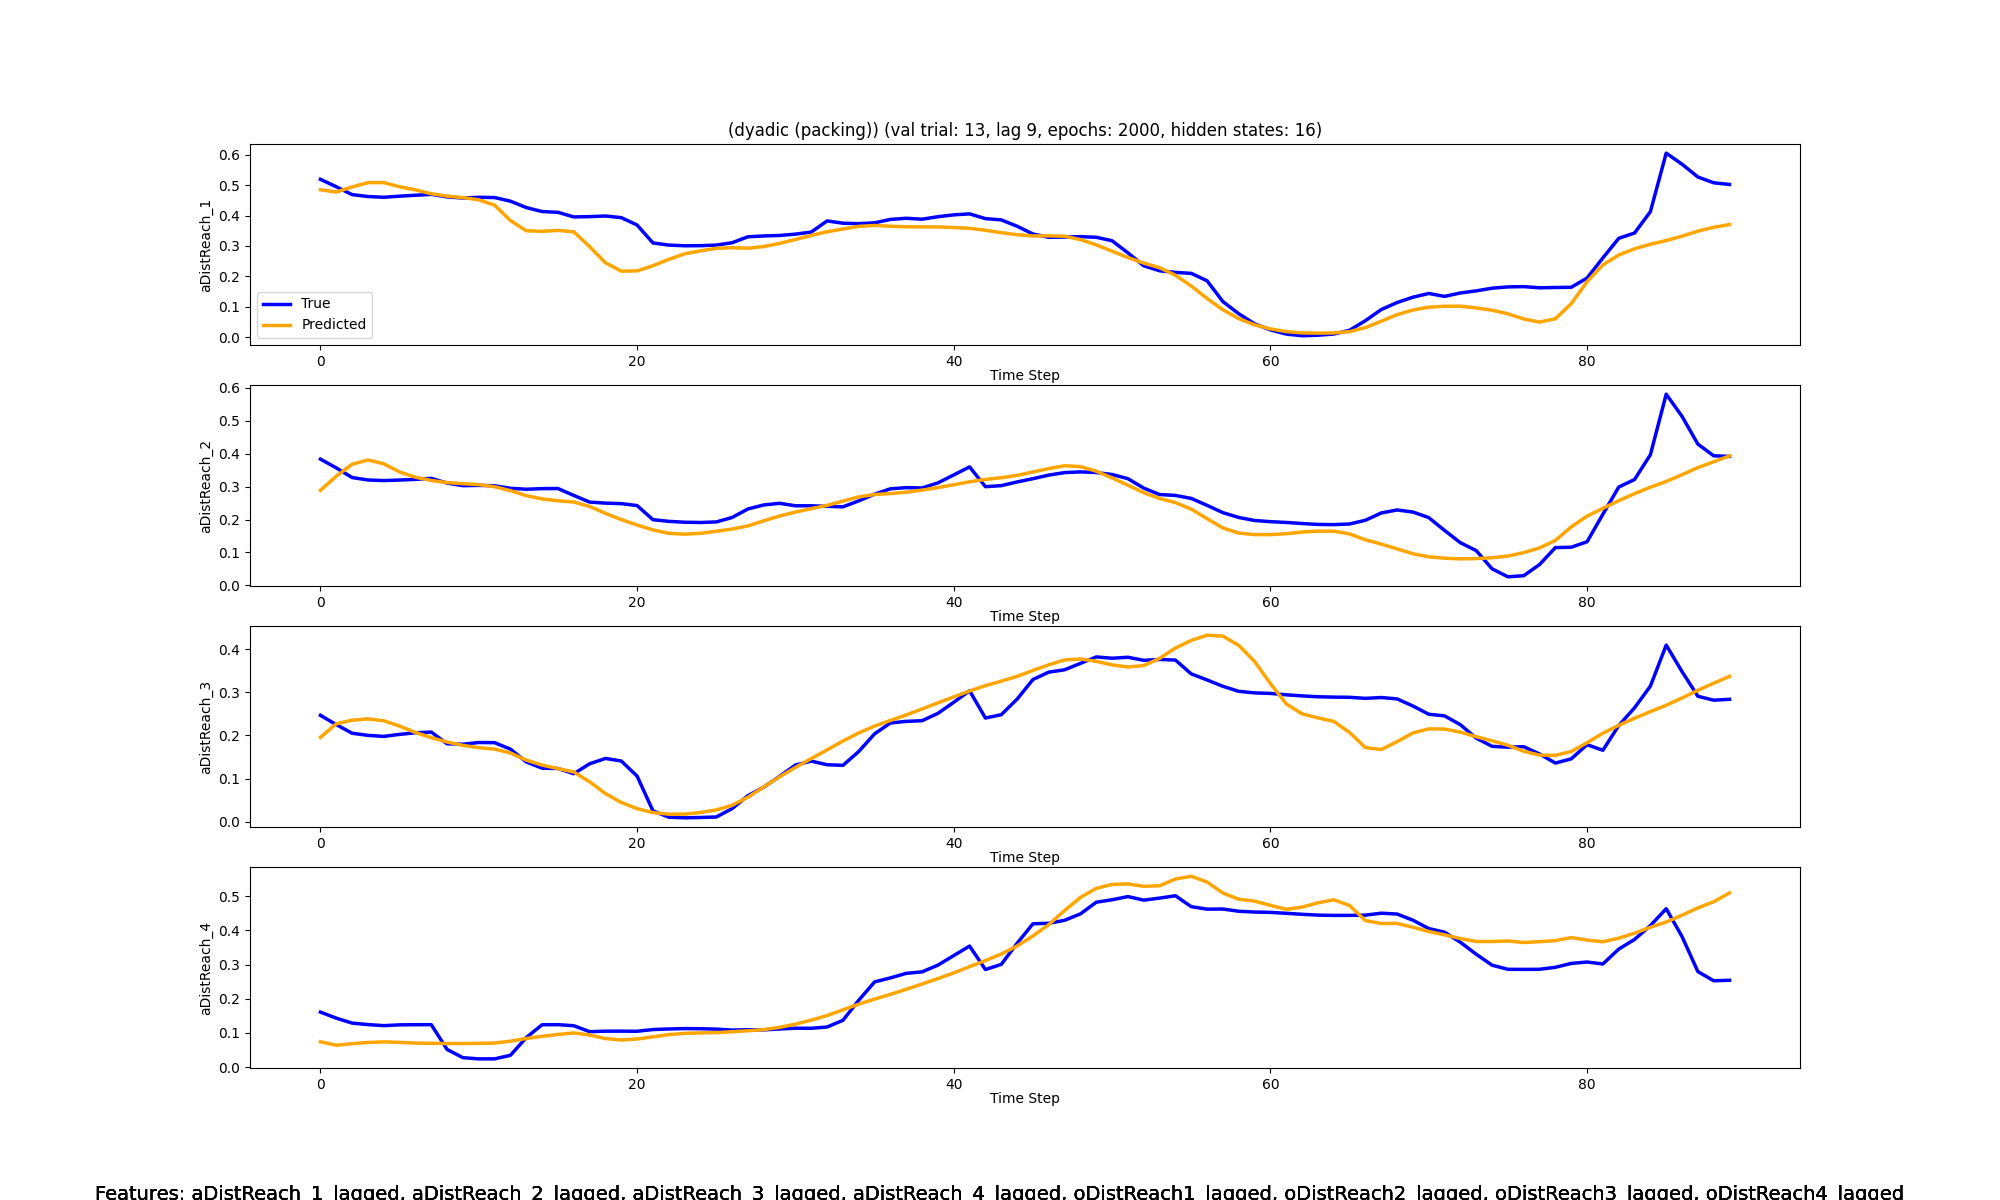 (dyadic (packing)) (val trial: 13, lag 9, epochs: 2000, hidden states: 16)
0.6
0.5
0.4
0.3
0.2
0.1
0.0
aDistReach_1
True
Predicted
0 20 40 60 80
Time Step
0.6
0.5
0.4
0.3
0.2
0.1
0.0
aDistReach_2
0 20 40 60 80
Time Step
0.4
0.3
0.2
0.1
0.0
aDistReach_3
0 20 40 60 80
Time Step
0.5
0.4
0.3
0.2
0.1
0.0
aDistReach_4
0 20 40 60 80
Time Step
Features: aDistReach_1_lagged, aDistReach_2_lagged, aDistReach_3_lagged, aDistReach_4_lagged, oDistReach1_lagged, oDistReach2_lagged, oDistReach3_lagged, oDistReach4_lagged